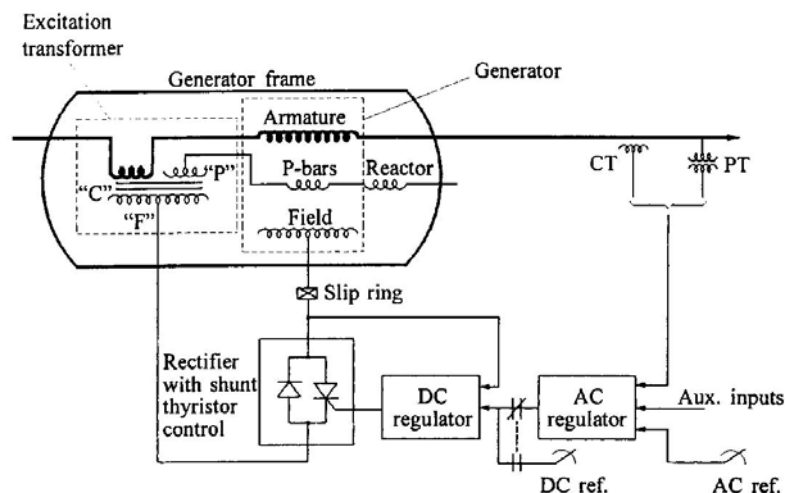 Excitation
transformer
Generator frame
Generator
Armature
"P"
P-bars
Reactor
CT
PT
"C"
"F"
Field
Slip ring
Rectifier
with shunt
thyristor
control
DC
regulator
AC
regulator
Aux. inputs
DC ref.
AC ref.